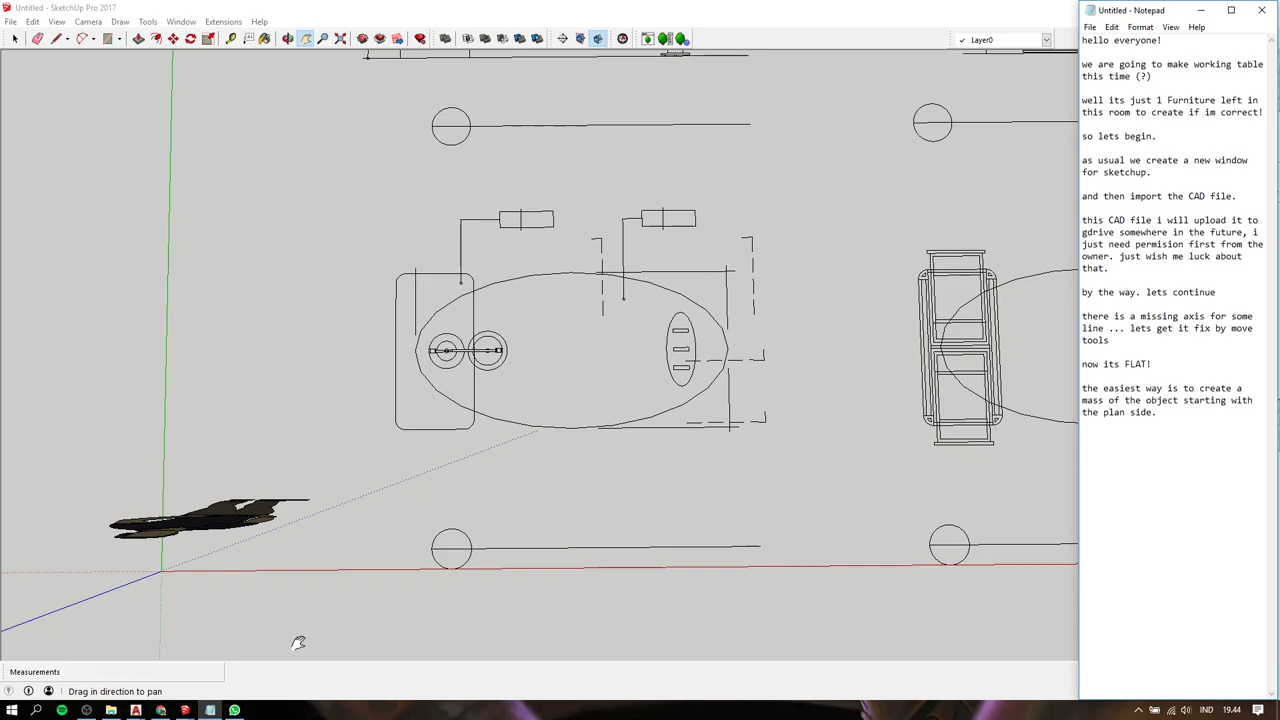 Untitled - SketchUp Pro 2017
File Edit View Camera Draw Tools Window Extensions Help
Layer0
Measurements
Drag in direction to pan
Untitled - Notepad
File Edit Format View Help
hello everyone!
we are going to make working table
this time (?)
well its just 1 Furniture left in
this room to create if im correct!
so lets begin.
as usual we create a new window
for sketchup.
and then import the CAD file.
this CAD file i will upload it to
gdrive somewhere in the future, i
just need permision first from the
owner. just wish me luck about
that.
by the way. lets continue
there is a missing axis for some
line ... lets get it fix by move
tools
now its FLAT!
the easiest way is to create a
mass of the object starting with
the plan side.
IND
19.44